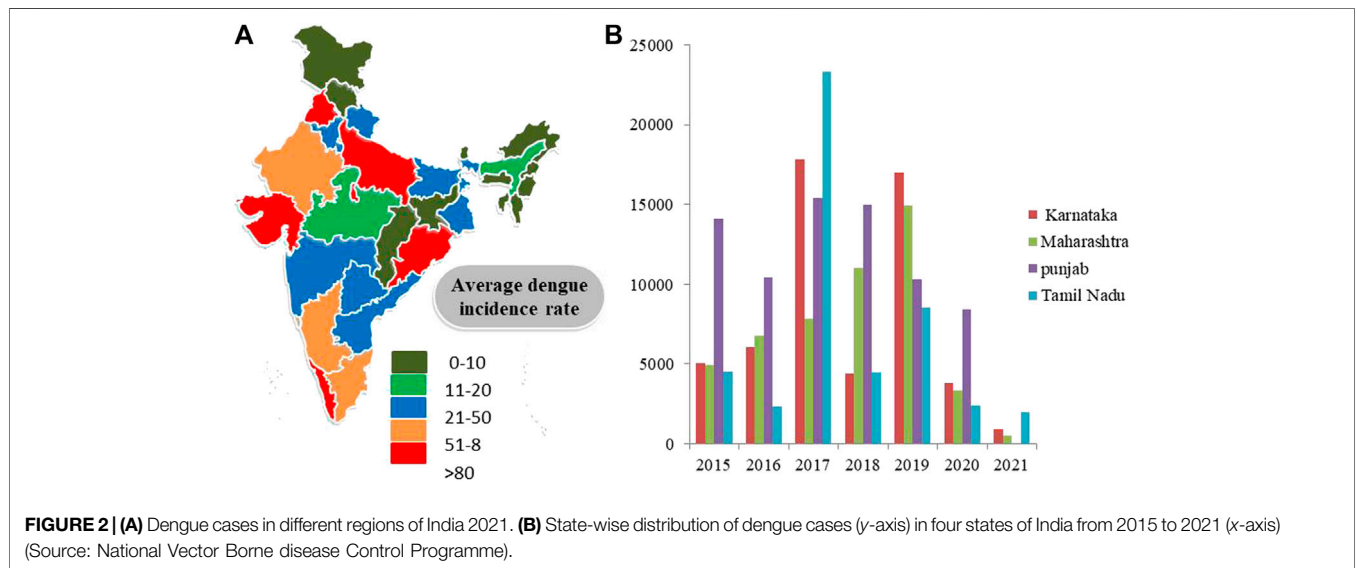 A
Average dengue
incidence rate
0-10
11-20
21-50
51-8
>80
B
25000
20000
15000
10000
5000
0
2015 2016 2017 2018 2019 2020 2021
Karnataka
Maharashtra
punjab
Tamil Nadu
FIGURE 2 | (A) Dengue cases in different regions of India 2021. (B) State-wise distribution of dengue cases (y-axis) in four states of India from 2015 to 2021 (x-axis)
(Source: National Vector Borne disease Control Programme).